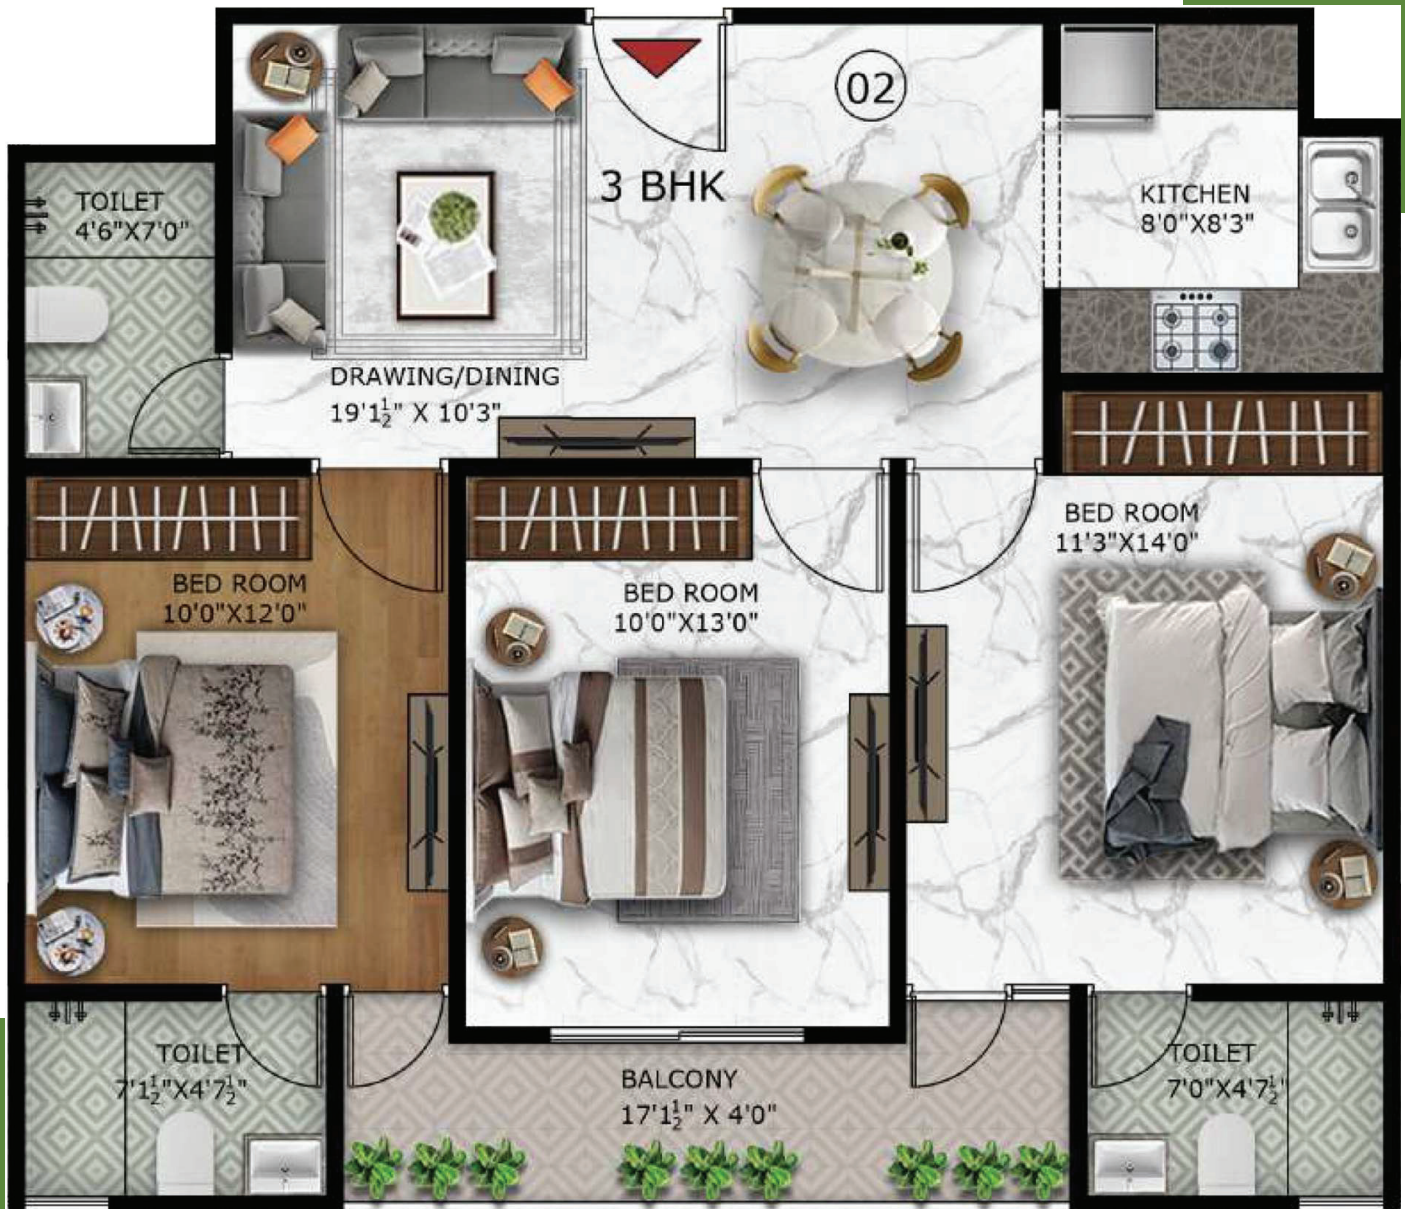 02
3 BHK
TOILET
4'6"X7'0"
KITCHEN
8'0"X8'3"
DRAWING/DINING
19'1½" X 10'3"
BED ROOM
11'3"X14'0"
BED ROOM
10'0"X12'0"
BED ROOM
10'0"X13'0"
TOILET
7'1½"X4'7½"
BALCONY
17'1½" X 4'0"
TOILET
7'0"X4'7½"